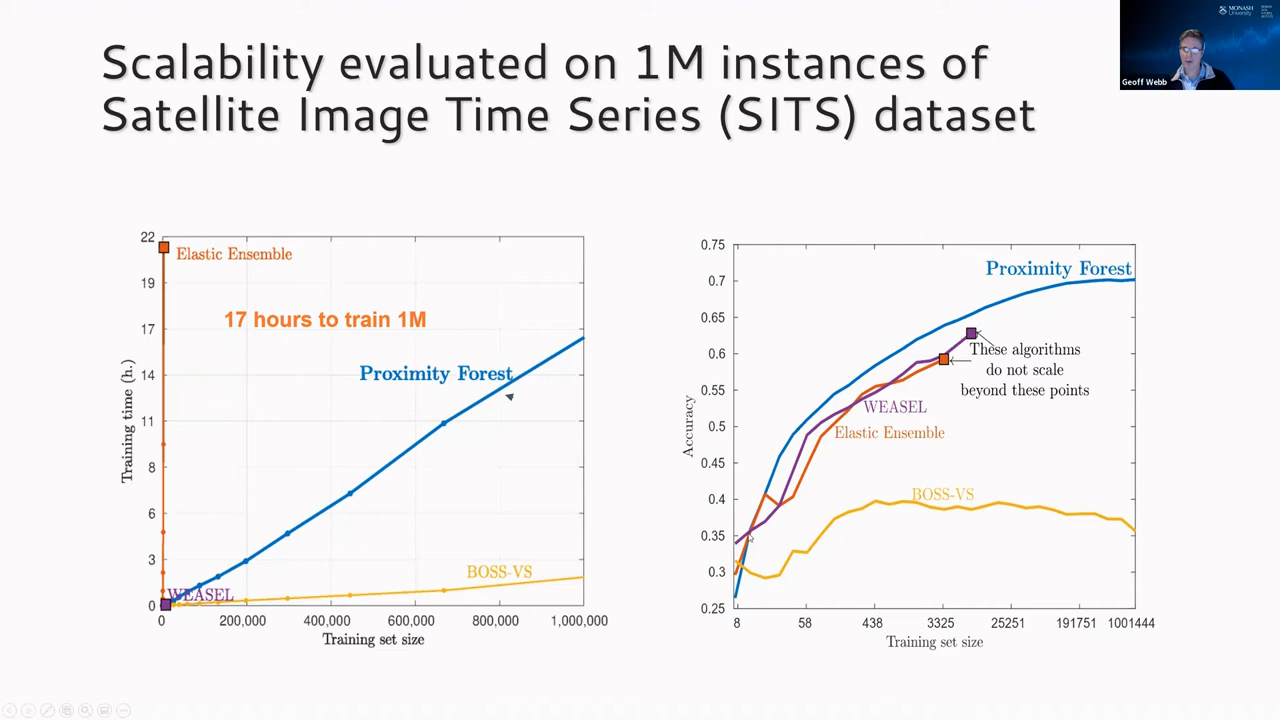 Scalability evaluated on 1M instances of
Satellite Image Time Series (SITS) dataset
MONASH
University
Geoff Webb
22
19
17
14
11
8
6
3
0
Training time (h.)
Elastic Ensemble
17 hours to train 1M
Proximity Forest
BOSS-VS
WEASEL
0
200,000
400,000
600,000
800,000
1,000,000
Training set size
0.75
0.7
0.65
0.6
0.55
0.5
0.45
0.4
0.35
0.3
0.25
Accuracy
Proximity Forest
These algorithms
do not scale
beyond these points
WEASEL
Elastic Ensemble
BOSS-VS
8
58
438
3325
25251
191751
1001444
Training set size